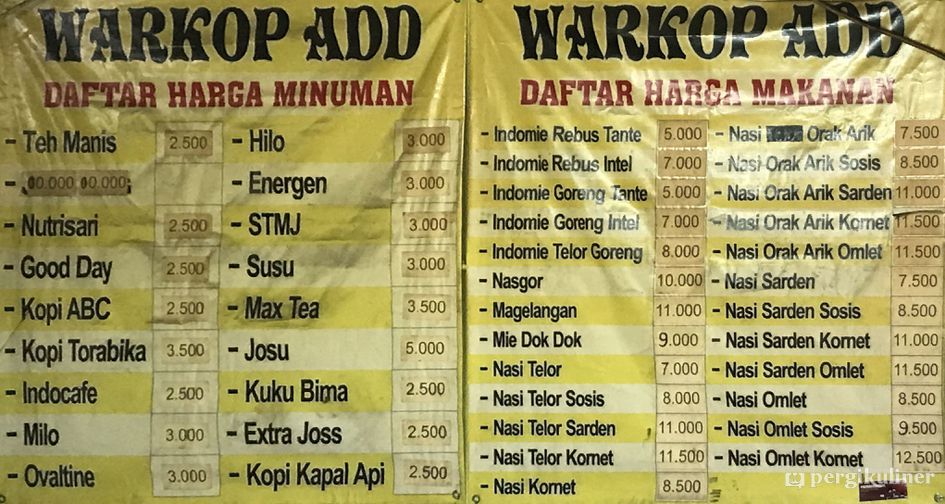 WARKOP ADD
DAFTAR HARGA MINUMAN
- Teh Manis 2.500
- Nutrisari 2.500
- Good Day 2.500
- Kopi ABC 2.500
- Kopi Torabika 3.500
- Indocafe 2.500
- Milo 3.000
- Ovaltine 3.000
- Hilo 3.000
- Energen 3.000
- STMJ 3.000
- Susu 3.000
- Max Tea 3.500
- Josu 5.000
- Kuku Bima 2.500
- Extra Joss 2.500
- Kopi Kapal Api 2.500
WARKOP ADD
DAFTAR HARGA MAKANAN
- Indomie Rebus Tante 5.000
- Indomie Rebus Intel 7.000
- Indomie Goreng Tante 5.000
- Indomie Goreng Intel 7.000
- Indomie Telor Goreng 8.000
- Nasgor 10.000
- Magelangan 11.000
- Mie Dok Dok 9.000
- Nasi Telor 7.000
- Nasi Telor Sosis 8.000
- Nasi Telor Sarden 11.000
- Nasi Telor Kornet 11.500
- Nasi Kornet 8.500
- Nasi Orak Arik 7.500
- Nasi Orak Arik Sosis 8.500
- Nasi Orak Arik Sarden 11.000
- Nasi Orak Arik Kornet 11.500
- Nasi Orak Arik Omlet 11.500
- Nasi Sarden 7.500
- Nasi Sarden Sosis 8.500
- Nasi Sarden Kornet 11.000
- Nasi Sarden Omlet 11.500
- Nasi Omlet 8.500
- Nasi Omlet Sosis 9.500
- Nasi Omlet Kornet 12.500
pergikuliner